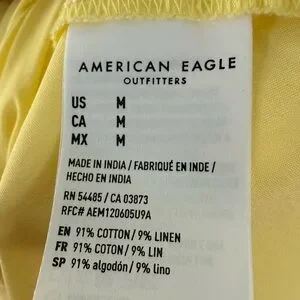 AMERICAN EAGLE
OUTFITTERS
US M
CA M
MX M
MADE IN INDIA / FABRIQUÉ EN INDE /
HECHO EN INDIA
RN 54485 / CA 03873
RFC# AEM120605U9A
EN 91% COTTON / 9% LINEN
FR 91% COTON / 9% LIN
SP 91% algodón / 9% lino